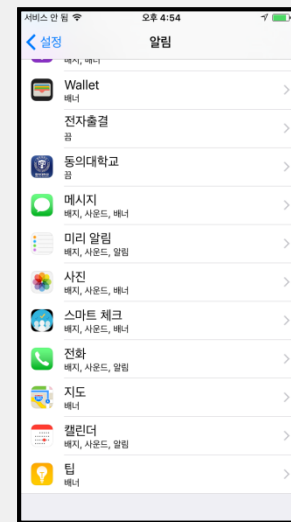 서비스 안 됨
오후 4:54
설정
알림
배지, 배너
Wallet
배너
전자출결
끔
동의대학교
끔
메시지
배지, 사운드, 배너
미리 알림
배지, 사운드, 알림
사진
배지, 사운드, 배너
스마트 체크
배지, 사운드, 배너
전화
배지, 사운드, 알림
지도
배너
캘린더
배지, 사운드, 알림
팁
배너